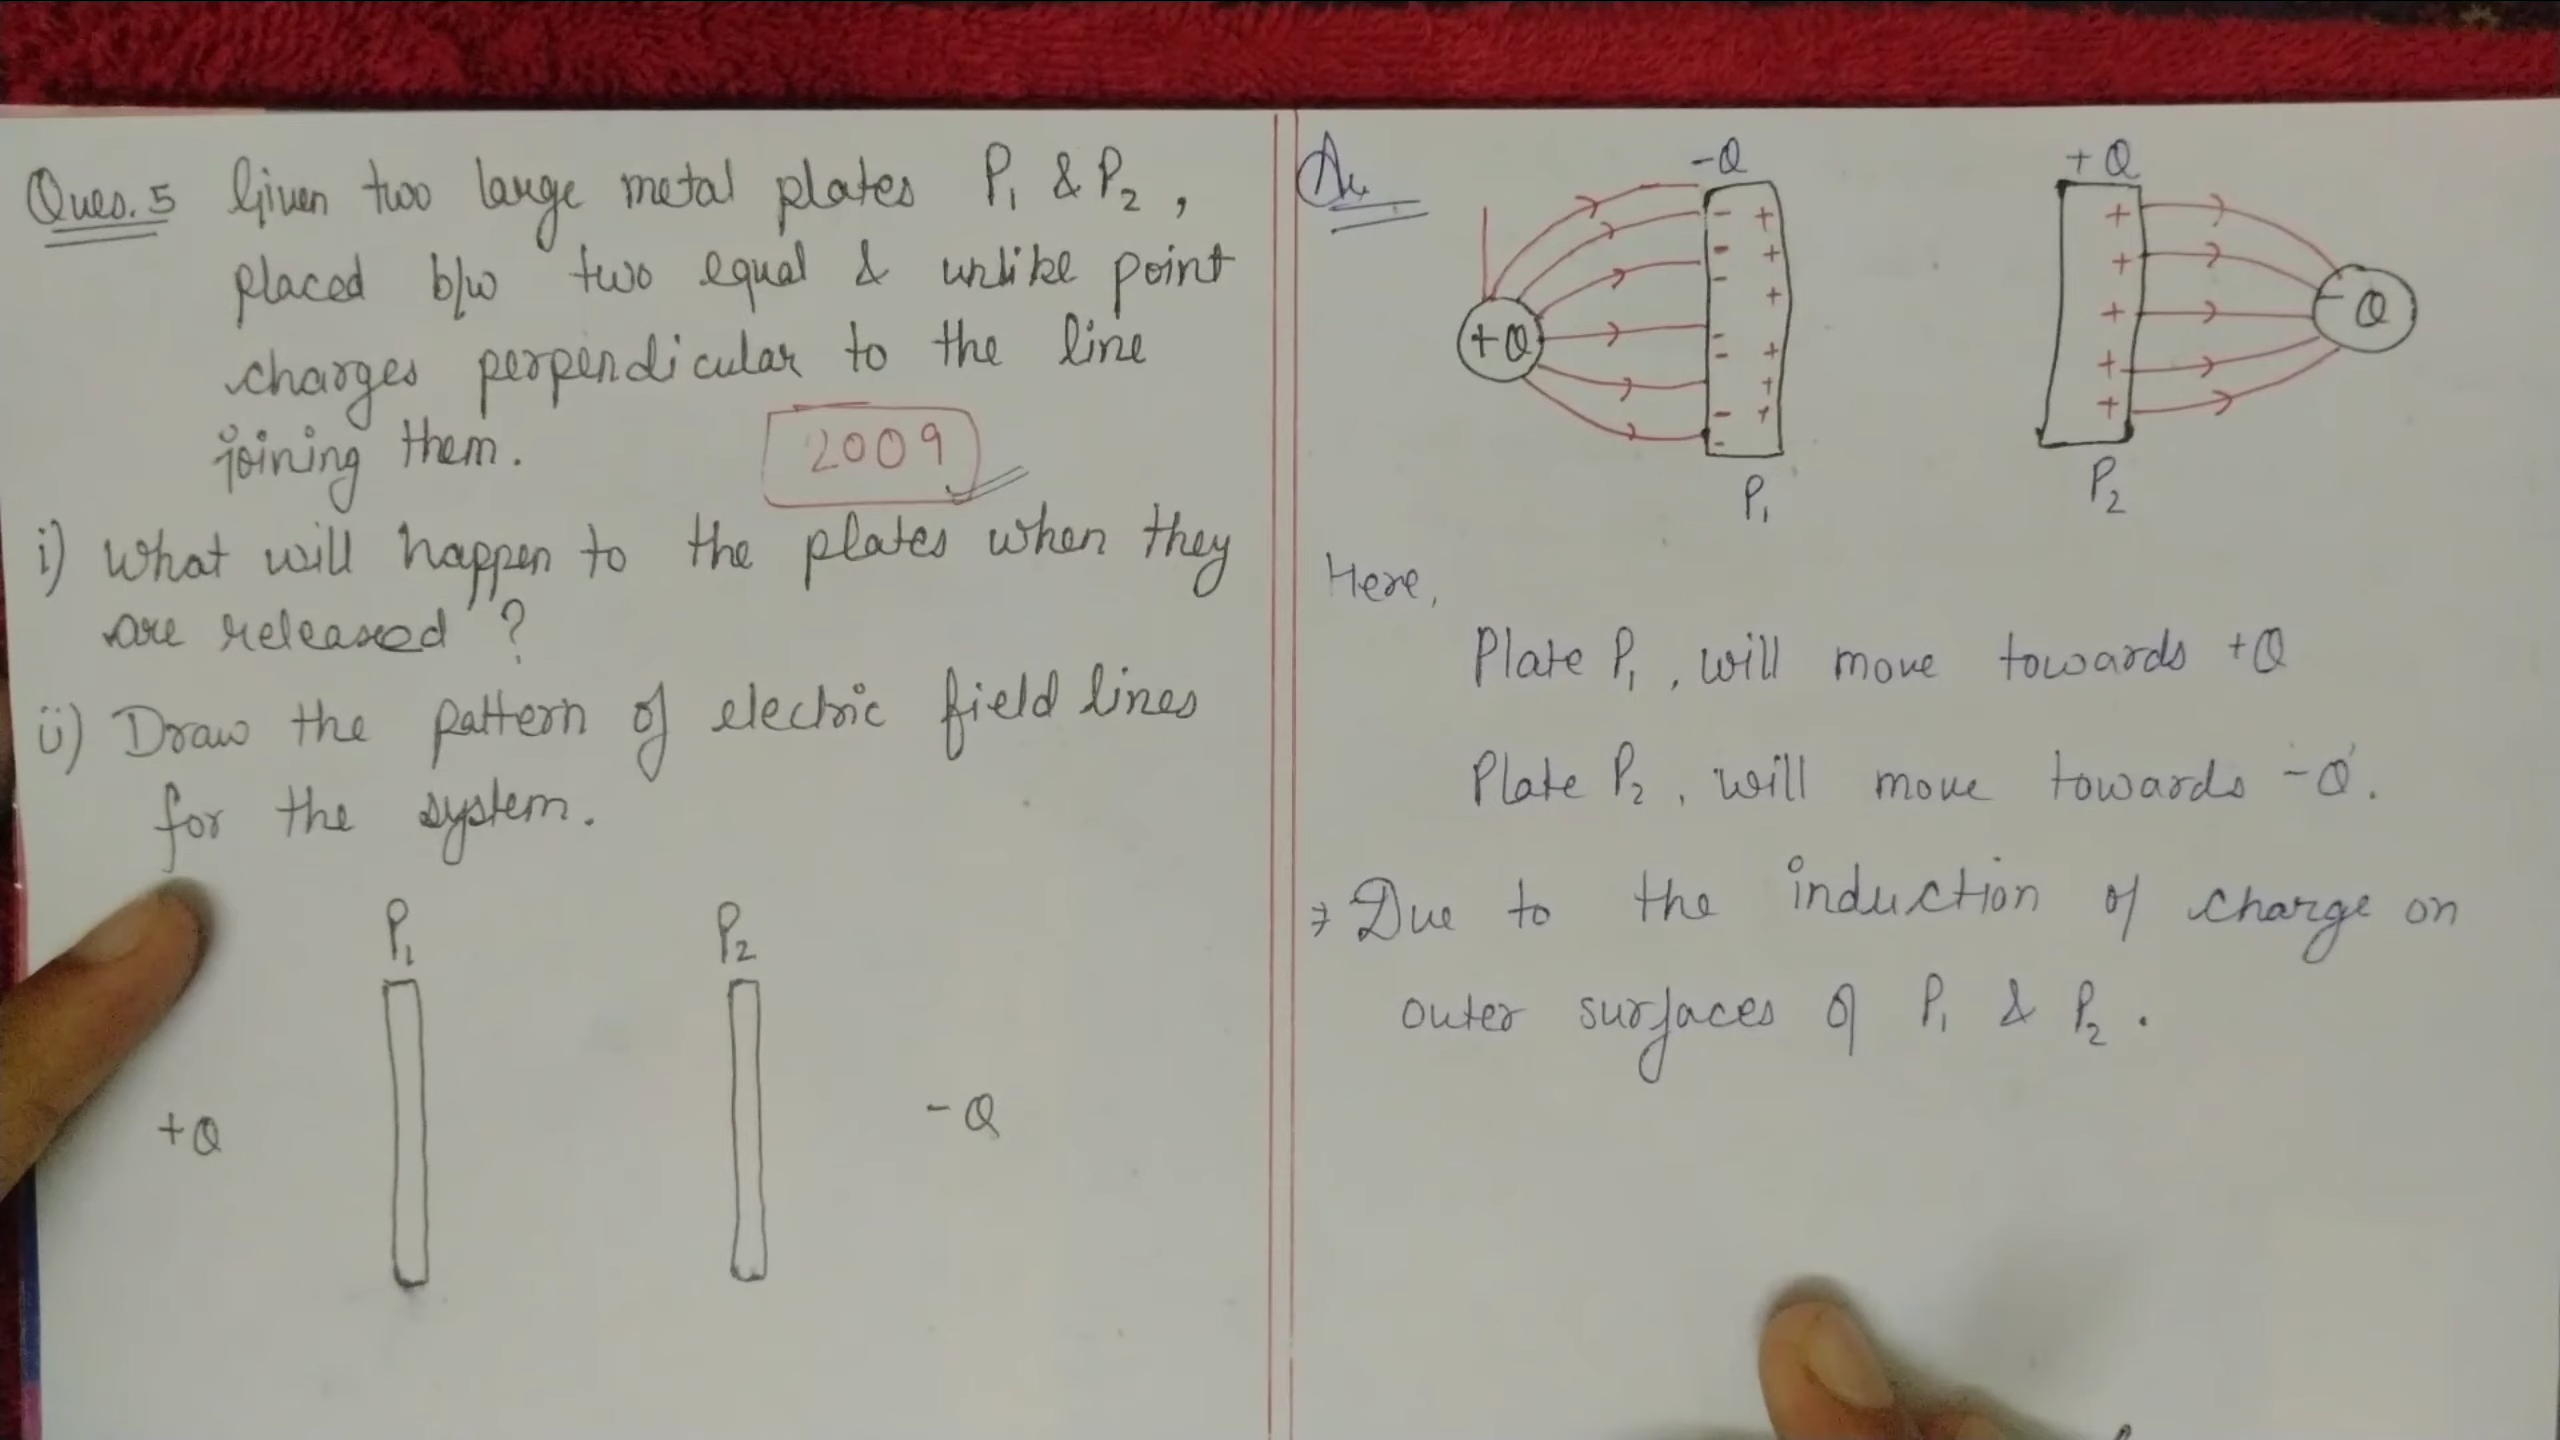 Ques. 5 Given two large metal plates P₁ & P₂,
placed b/w two equal & unlike point
charges perpendicular to the line
joining them.
2009
i) What will happen to the plates when they
are released ?
ii) Draw the pattern of electric field lines
for the system.
P₁ P₂
+Q -Q
-Q +Q
- + +
- + +
- + +
+Q - Q
- + +
- + +
- +
-
P₁ P₂
Here,
Plate P₁, will move towards +Q
Plate P₂, will move towards -Q.
Due to the induction of charge on
outer surfaces of P₁ & P₂.